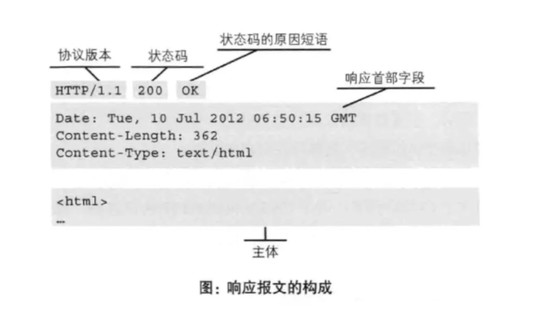 协议版本 状态码 状态码的原因短语
响应首部字段
HTTP/1.1 200 OK
Date: Tue, 10 Jul 2012 06:50:15 GMT
Content-Length: 362
Content-Type: text/html
<html>
…
主体
图：响应报文的构成